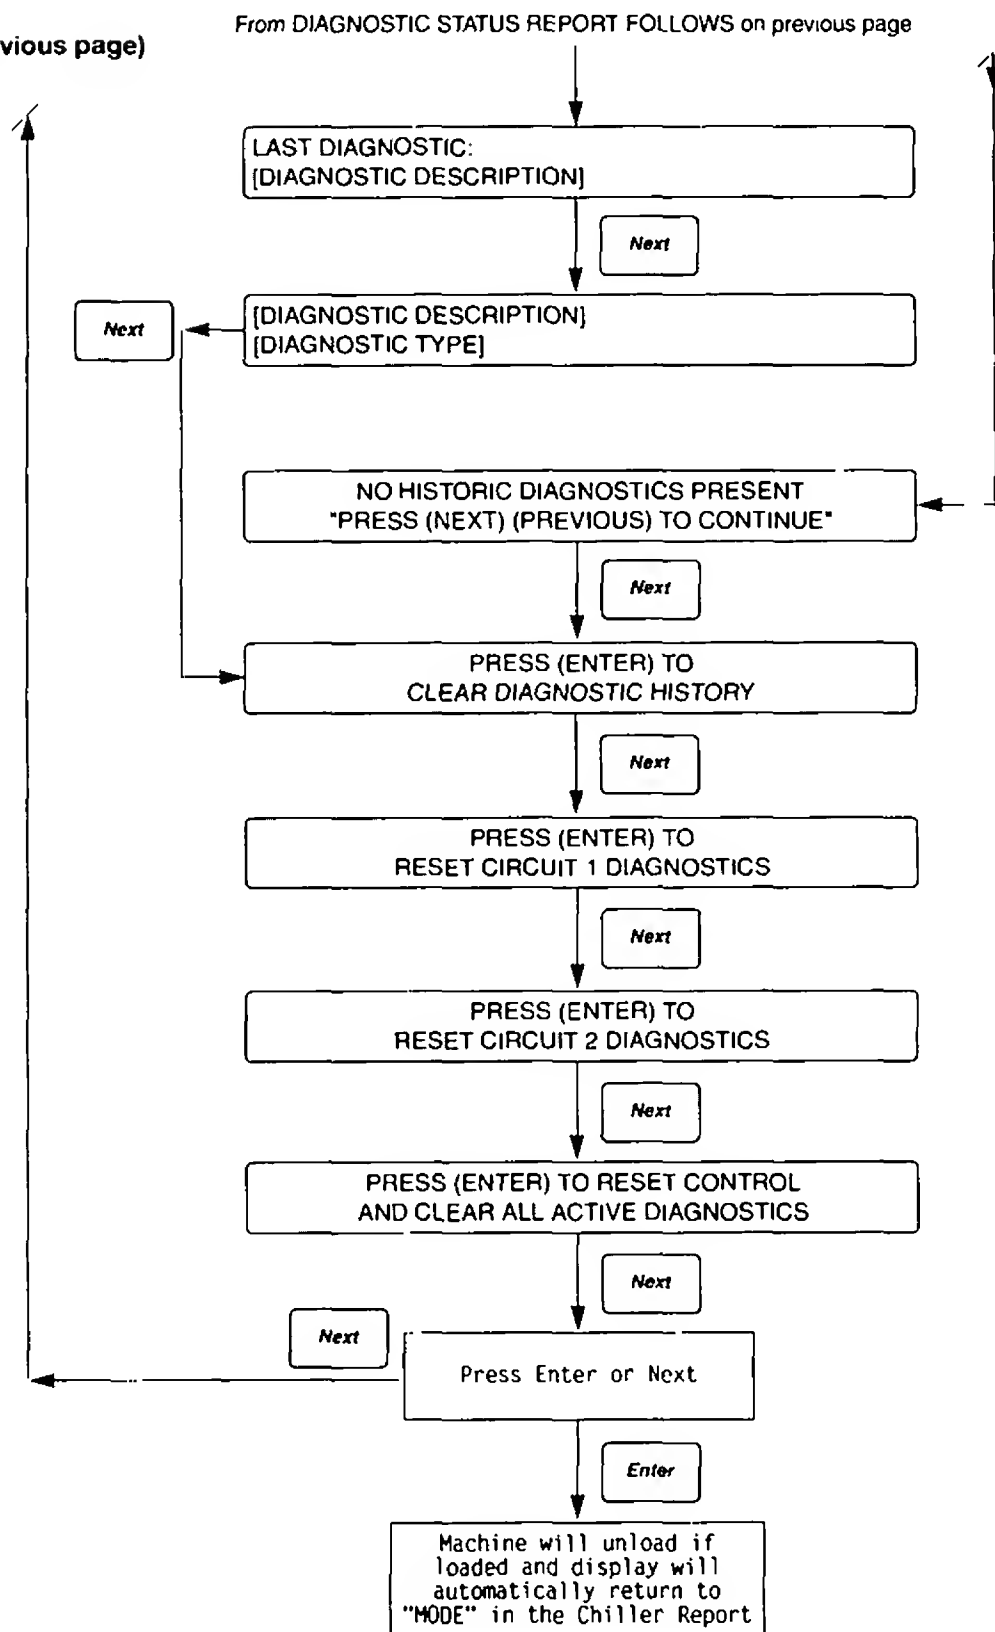 From DIAGNOSTIC STATUS REPORT FOLLOWS on previous page
vious page)
LAST DIAGNOSTIC:
[DIAGNOSTIC DESCRIPTION]
Next
[DIAGNOSTIC DESCRIPTION]
[DIAGNOSTIC TYPE]
Next
NO HISTORIC DIAGNOSTICS PRESENT
"PRESS (NEXT) (PREVIOUS) TO CONTINUE"
Next
PRESS (ENTER) TO
CLEAR DIAGNOSTIC HISTORY
Next
PRESS (ENTER) TO
RESET CIRCUIT 1 DIAGNOSTICS
Next
PRESS (ENTER) TO
RESET CIRCUIT 2 DIAGNOSTICS
Next
PRESS (ENTER) TO RESET CONTROL
AND CLEAR ALL ACTIVE DIAGNOSTICS
Next
Next
Press Enter or Next
Enter
Machine will unload if
loaded and display will
automatically return to
"MODE" in the Chiller Report